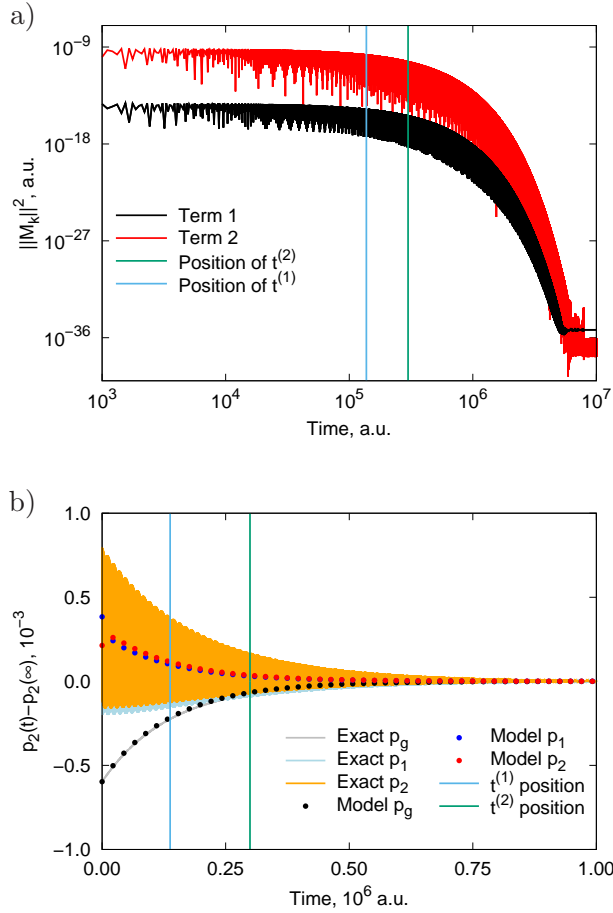 a)
||M_k||^2, a.u.
10^-9
10^-18
10^-27
10^-36
Term 1
Term 2
Position of t^(2)
Position of t^(1)
10^3 10^4 10^5 10^6 10^7
Time, a.u.
b)
p_2(t)−p_2(∞), 10^-3
1.0
0.5
0.0
−0.5
−1.0
Exact p_g
Exact p_1
Exact p_2
Model p_g
Model p_1
Model p_2
t^(1) position
t^(2) position
0.00 0.25 0.50 0.75 1.00
Time, 10^6 a.u.